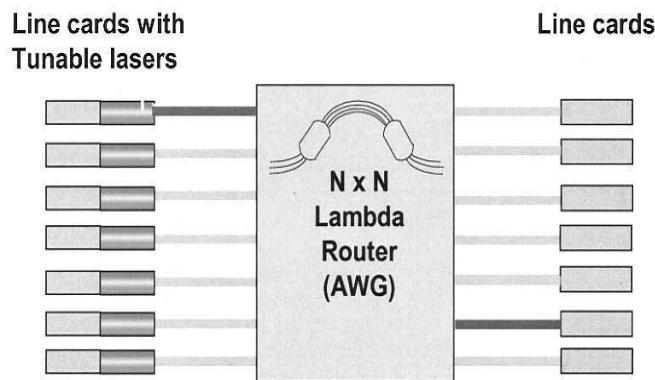 Line cards with
Tunable lasers
Line cards
N x N
Lambda
Router
(AWG)